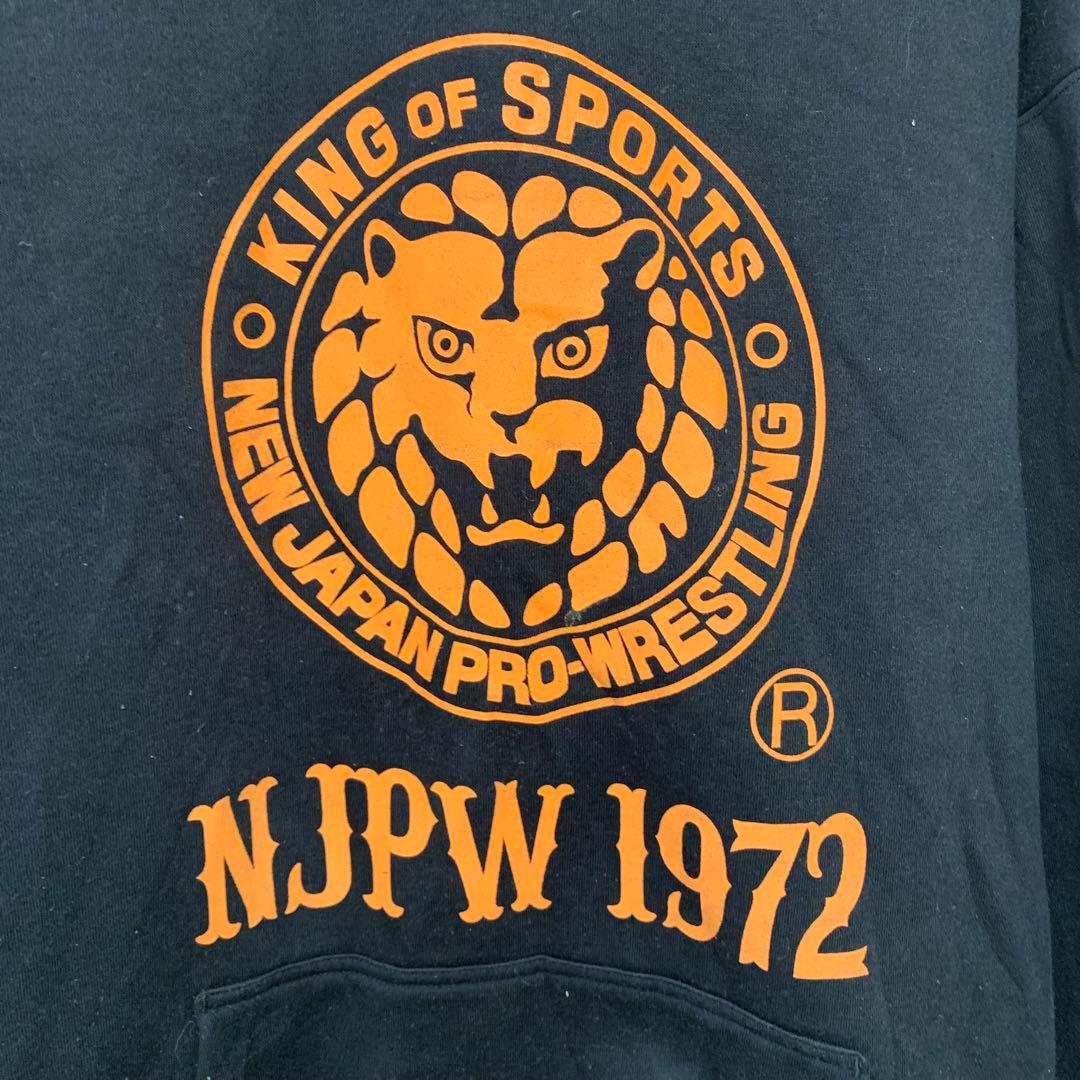 KING OF SPORTS
NEW JAPAN PRO-WRESTLING
®
NJPW 1972